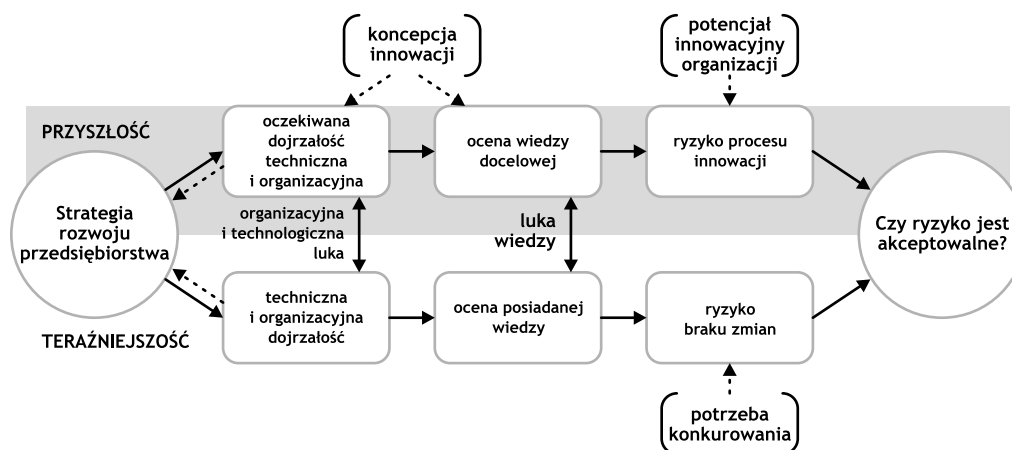 koncepcja
innowacji
potencjał
innowacyjny
organizacji
PRZYSZŁOŚĆ
oczekiwana
dojrzałość
techniczna
i organizacyjna
ocena wiedzy
docelowej
ryzyko procesu
innowacji
Strategia
rozwoju
przedsiębiorstwa
organizacyjna
i technologiczna
luka
luka
wiedzy
Czy ryzyko jest
akceptowalne?
techniczna
i organizacyjna
dojrzałość
ocena posiadanej
wiedzy
ryzyko
braku zmian
TERAŹNIEJSZOŚĆ
potrzeba
konkurowania